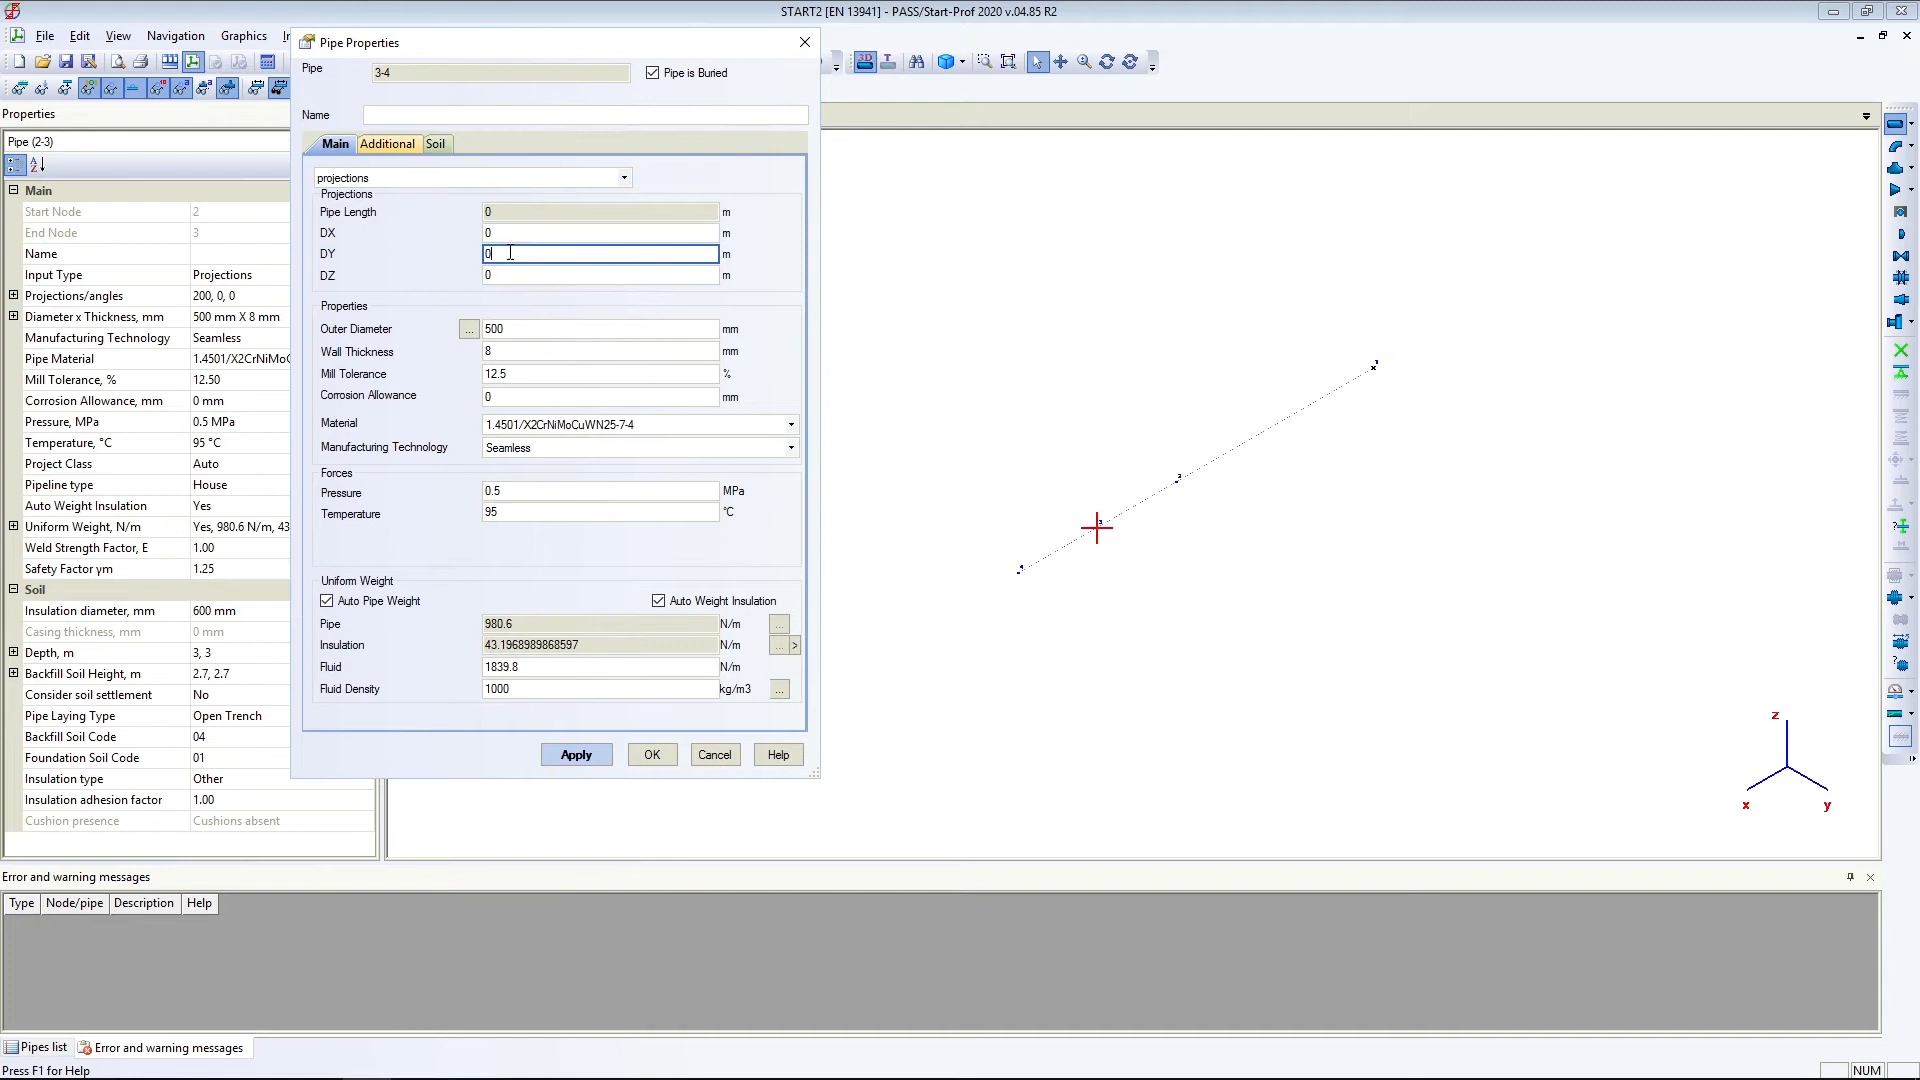 START2 [EN 13941] - PASS/Start-Prof 2020 v.04.85 R2
File Edit View Navigation Graphics
Properties
Pipe (2-3)
Main
Start Node 2
End Node 3
Name
Input Type Projections
Projections/angles 200, 0, 0
Diameter x Thickness, mm 500 mm X 8 mm
Manufacturing Technology Seamless
Pipe Material 1.4501/X2CrNiMoC
Mill Tolerance, % 12.50
Corrosion Allowance, mm 0 mm
Pressure, MPa 0.5 MPa
Temperature, °C 95 °C
Project Class Auto
Pipeline type House
Auto Weight Insulation Yes
Uniform Weight, N/m Yes, 980.6 N/m, 43
Weld Strength Factor, E 1.00
Safety Factor γm 1.25
Soil
Insulation diameter, mm 600 mm
Casing thickness, mm 0 mm
Depth, m 3, 3
Backfill Soil Height, m 2.7, 2.7
Consider soil settlement No
Pipe Laying Type Open Trench
Backfill Soil Code 04
Foundation Soil Code 01
Insulation type Other
Insulation adhesion factor 1.00
Cushion presence Cushions absent
Pipe Properties
Pipe 3-4 Pipe is Buried
Name
Main Additional Soil
projections
Projections
Pipe Length 0 m
DX 0 m
DY 0 m
DZ 0 m
Properties
Outer Diameter ... 500 mm
Wall Thickness 8 mm
Mill Tolerance 12.5 %
Corrosion Allowance 0 mm
Material 1.4501/X2CrNiMoCuWN25-7-4
Manufacturing Technology Seamless
Forces
Pressure 0.5 MPa
Temperature 95 °C
Uniform Weight
Auto Pipe Weight Auto Weight Insulation
Pipe 980.6 N/m ...
Insulation 43.1968989868597 N/m ... >
Fluid 1839.8 N/m
Fluid Density 1000 kg/m3 ...
Apply OK Cancel Help
3D
z
x y
Error and warning messages
Type Node/pipe Description Help
Pipes list Error and warning messages
Press F1 for Help NUM